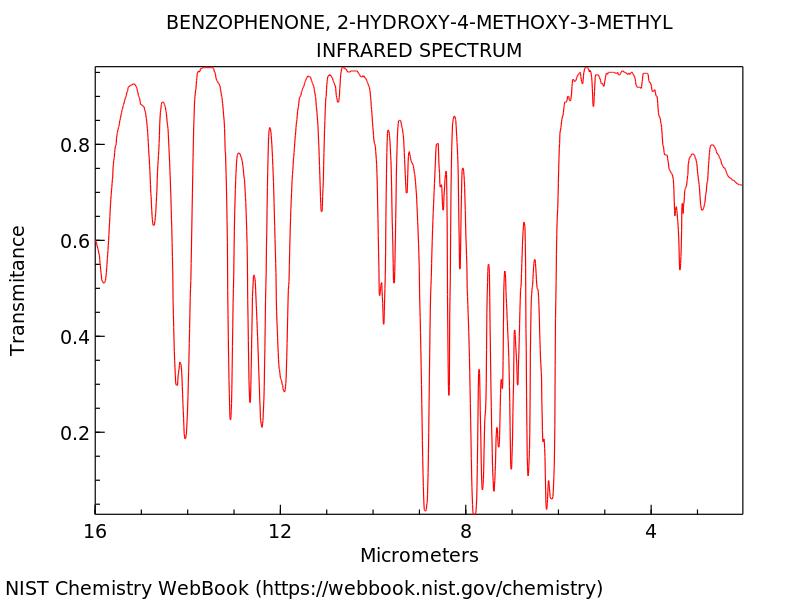 BENZOPHENONE, 2-HYDROXY-4-METHOXY-3-METHYL
INFRARED SPECTRUM
0.8
0.6
0.4
0.2
Transmitance
16 12 8 4
Micrometers
NIST Chemistry WebBook (https://webbook.nist.gov/chemistry)